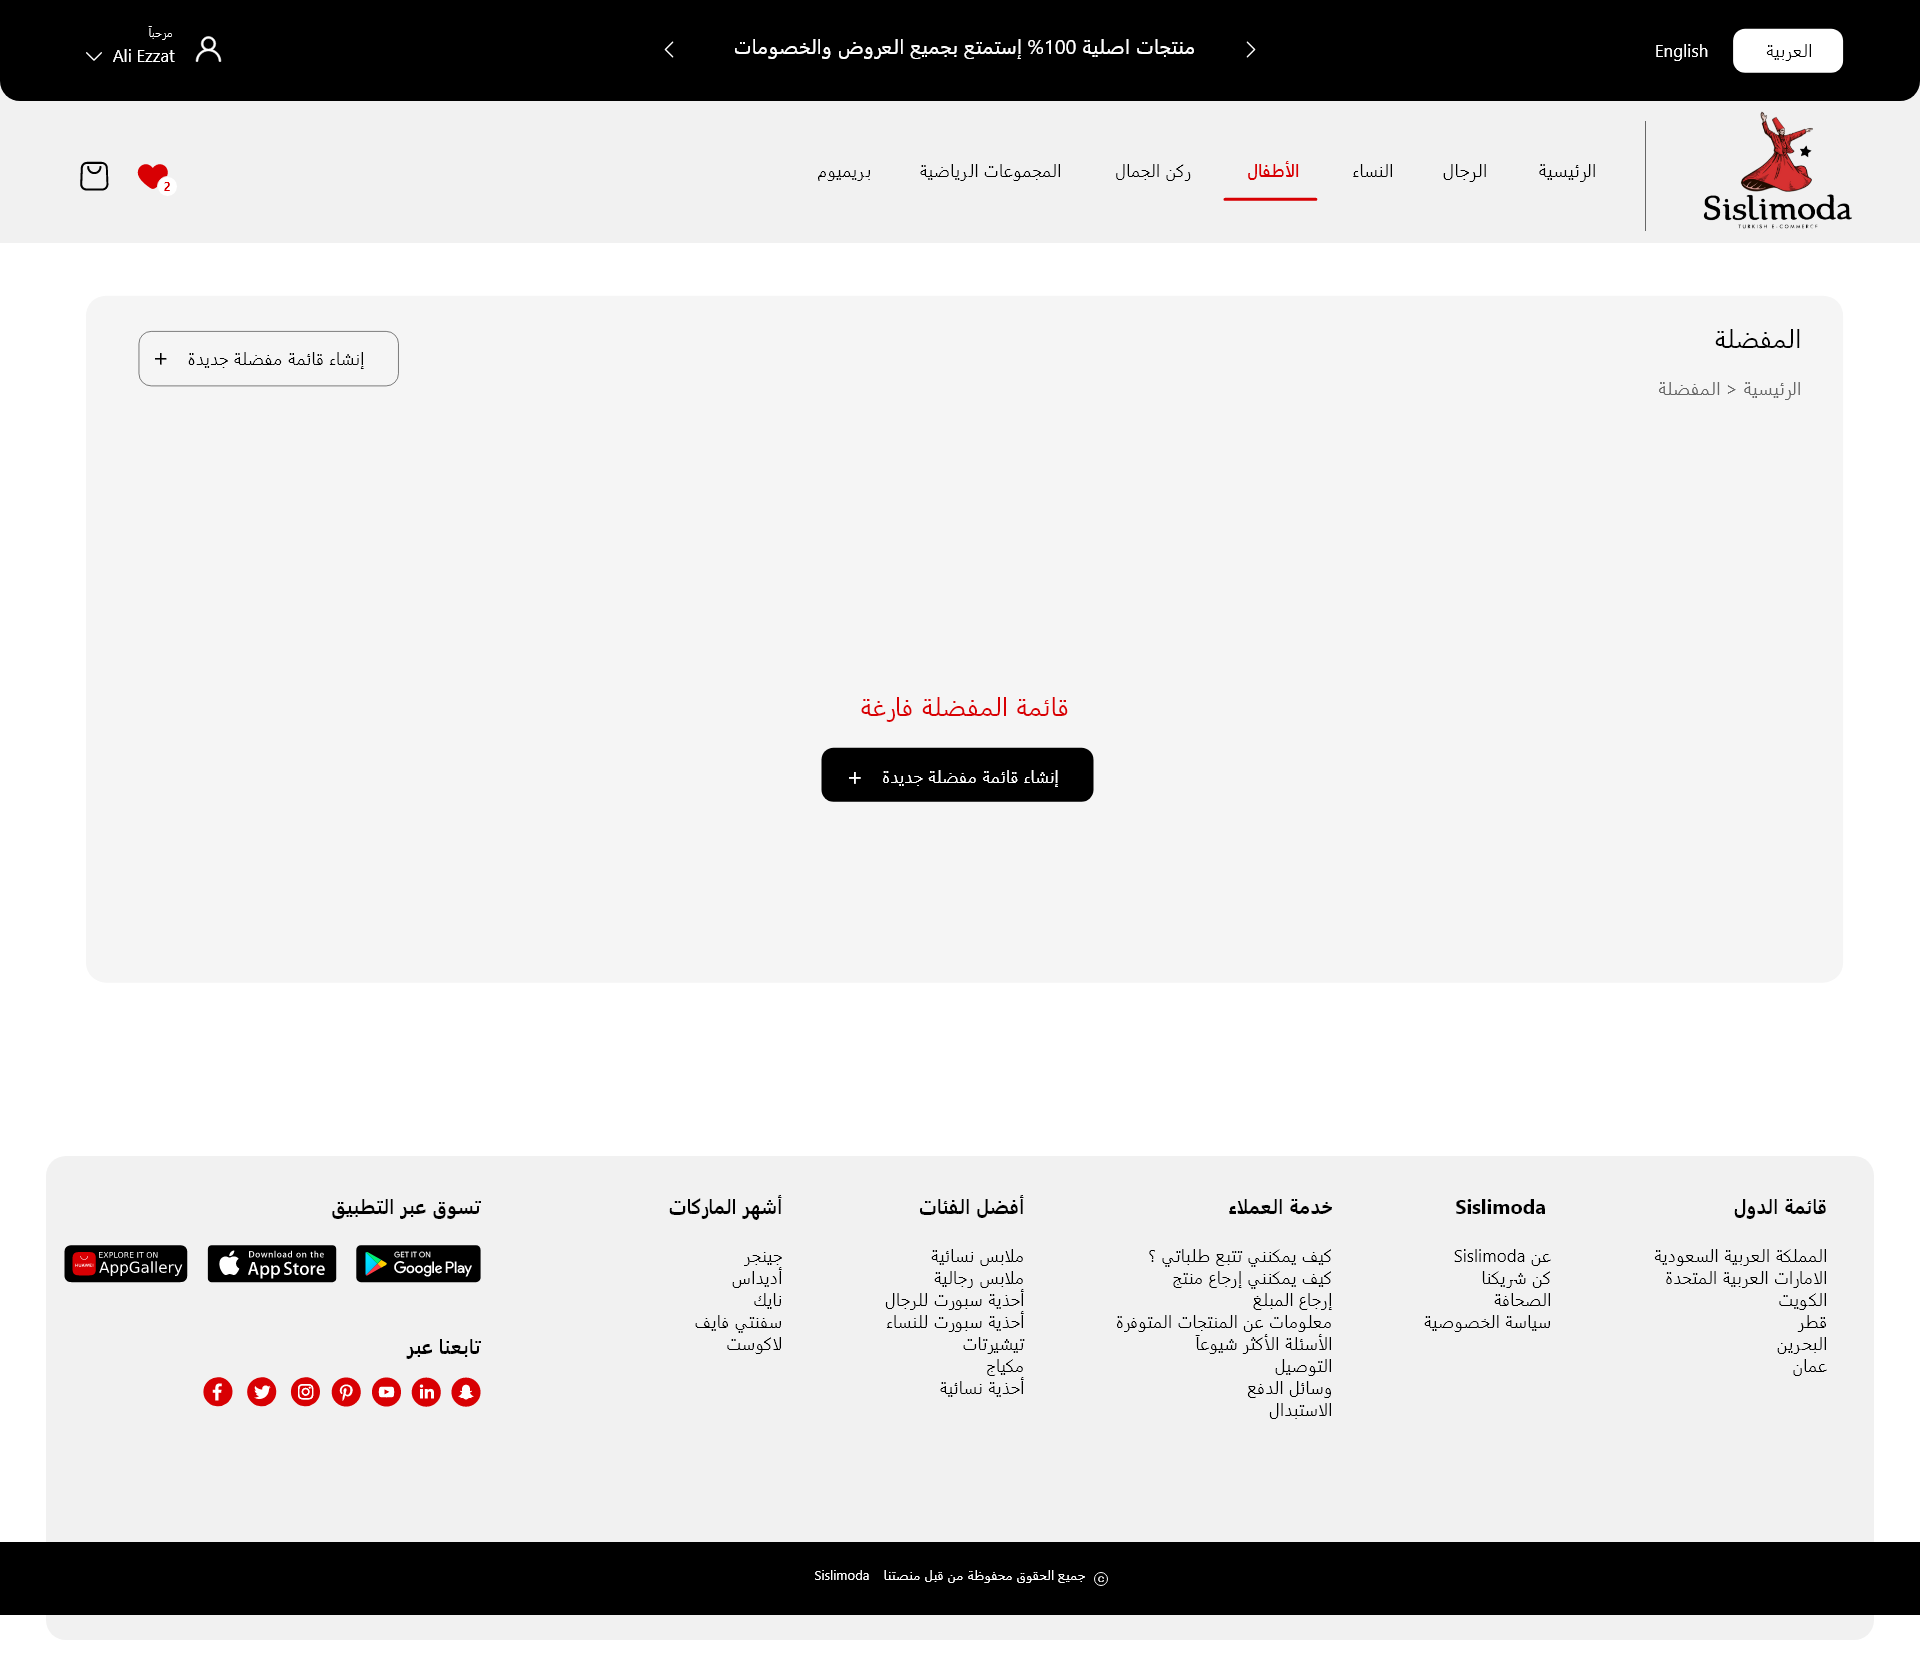 العربية
English
منتجات اصلية 100% إستمتع بجميع العروض والخصومات
مرحباً
Ali Ezzat
Sislimoda
TURKISH E-COMMERCE
الرئيسية
الرجال
النساء
الأطفال
ركن الجمال
المجموعات الرياضية
بريميوم
2
المفضلة
الرئيسية > المفضلة
إنشاء قائمة مفضلة جديدة +
قائمة المفضلة فارغة
إنشاء قائمة مفضلة جديدة +
قائمة الدول
المملكة العربية السعودية
الامارات العربية المتحدة
الكويت
قطر
البحرين
عمان
Sislimoda
عن Sislimoda
كن شريكنا
الصحافة
سياسة الخصوصية
خدمة العملاء
كيف يمكنني تتبع طلباتي ؟
كيف يمكنني إرجاع منتج
إرجاع المبلغ
معلومات عن المنتجات المتوفرة
الأسئلة الأكثر شيوعاً
التوصيل
وسائل الدفع
الاستبدال
أفضل الفئات
ملابس نسائية
ملابس رجالية
أحذية سبورت للرجال
أحذية سبورت للنساء
تيشيرتات
مكياج
أحذية نسائية
أشهر الماركات
جينجر
أديداس
نايك
سفنتي فايف
لاكوست
تسوق عبر التطبيق
GET IT ON
Google Play
Download on the
App Store
EXPLORE IT ON
AppGallery
HUAWEI
تابعنا عبر
© جميع الحقوق محفوظة من قبل منصتنا Sislimoda